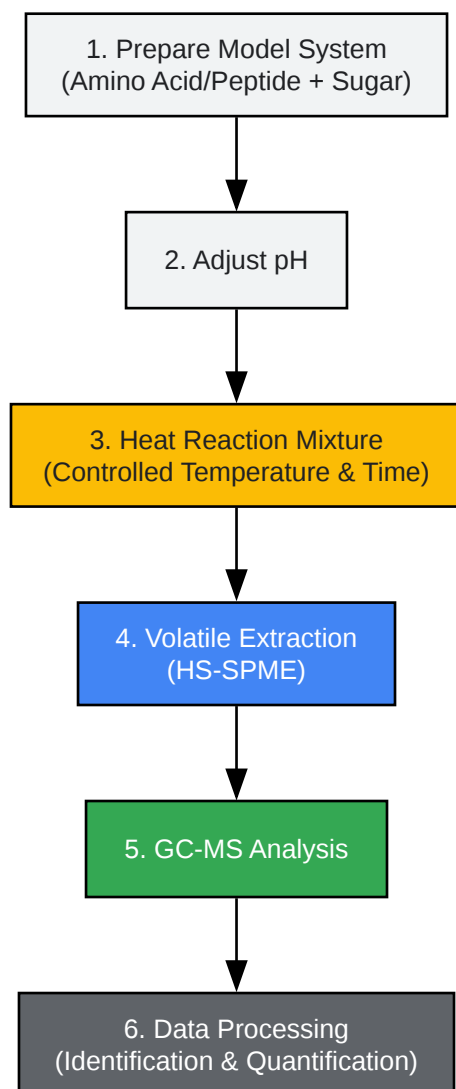 1. Prepare Model System
(Amino Acid/Peptide + Sugar)
2. Adjust pH
3. Heat Reaction Mixture
(Controlled Temperature & Time)
4. Volatile Extraction
(HS-SPME)
5. GC-MS Analysis
6. Data Processing
(Identification & Quantification)